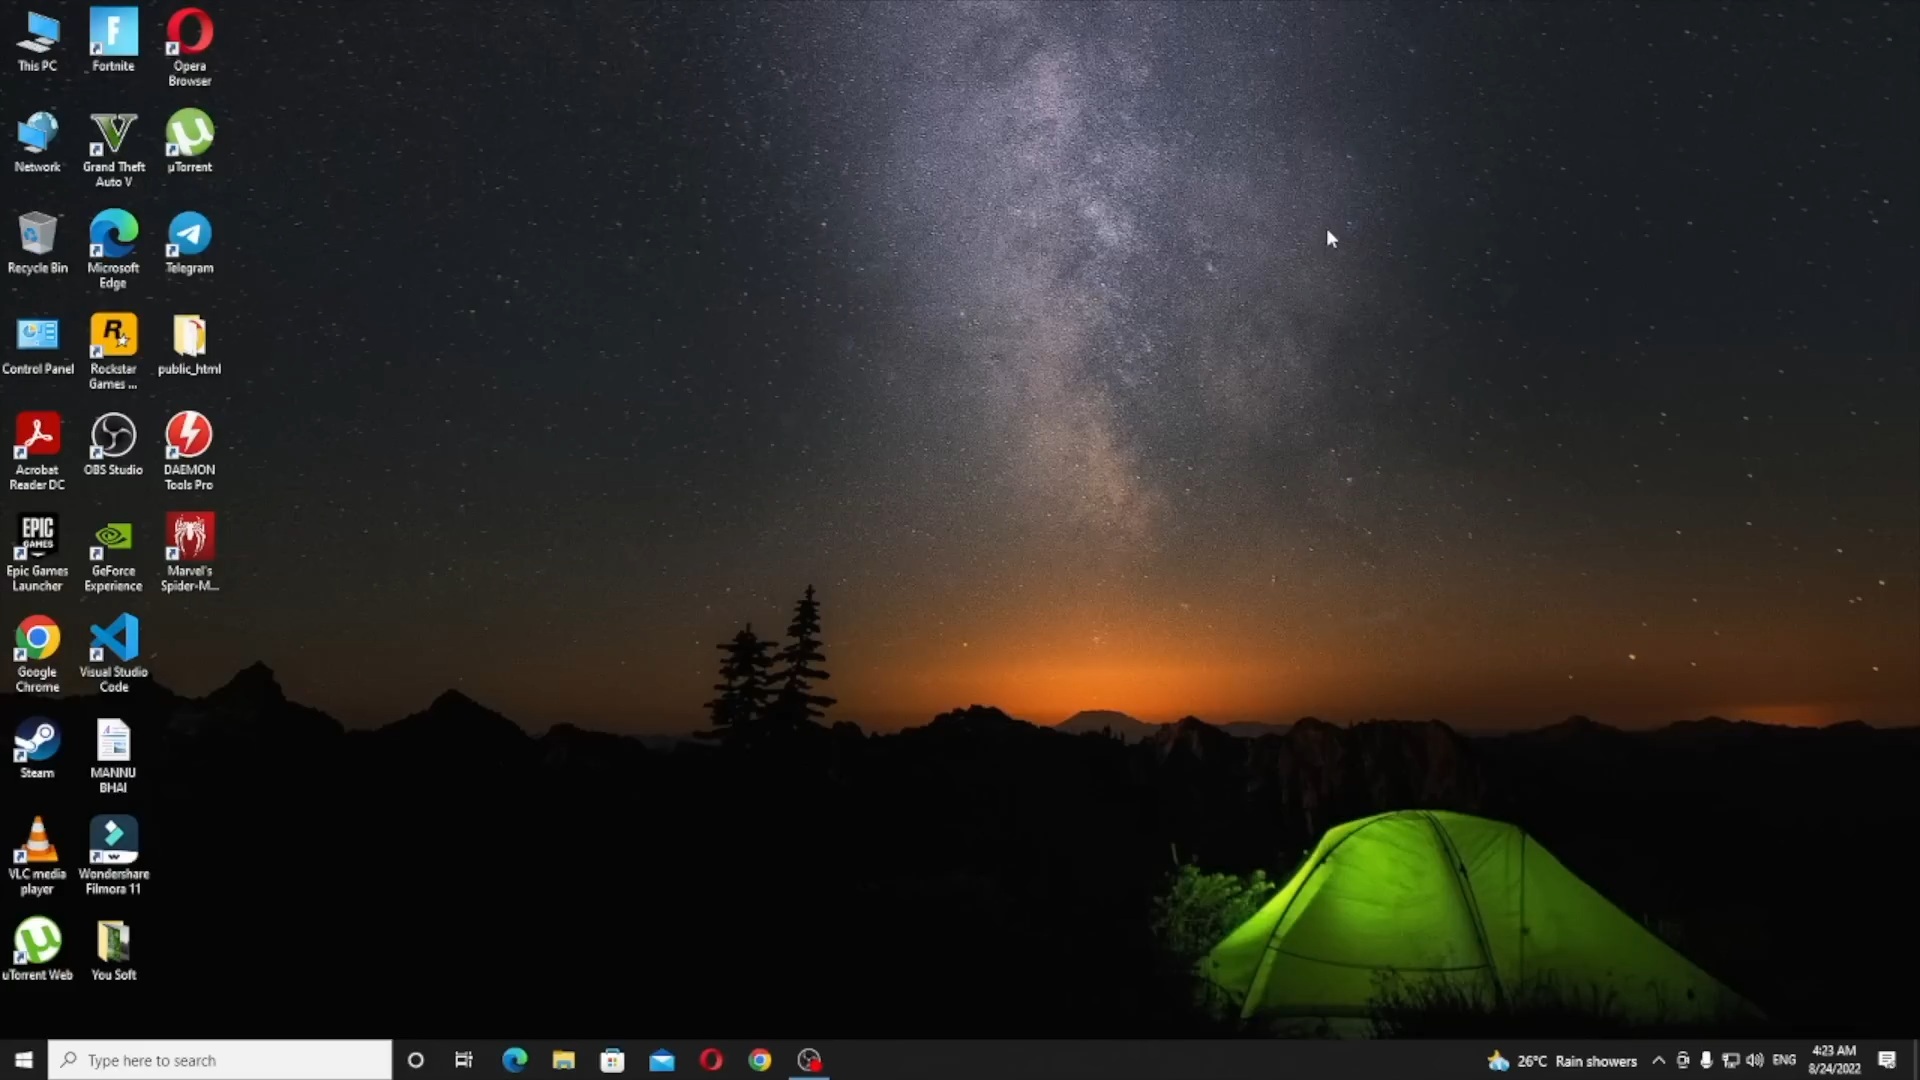 This PC
Fortnite
Opera
Browser
Network
Grand Theft
Auto V
µTorrent
Recycle Bin
Microsoft
Edge
Telegram
Control Panel
Rockstar
Games ...
public_html
Acrobat
Reader DC
OBS Studio
DAEMON
Tools Pro
EPIC
GAMES
Epic Games
Launcher
GeForce
Experience
Marvel's
Spider-M...
Google
Chrome
Visual Studio
Code
Steam
MANNU
BHAI
VLC media
player
Wondershare
Filmora 11
uTorrent Web
You Soft
Type here to search
26°C Rain showers
ENG
4:23 AM
8/24/2022